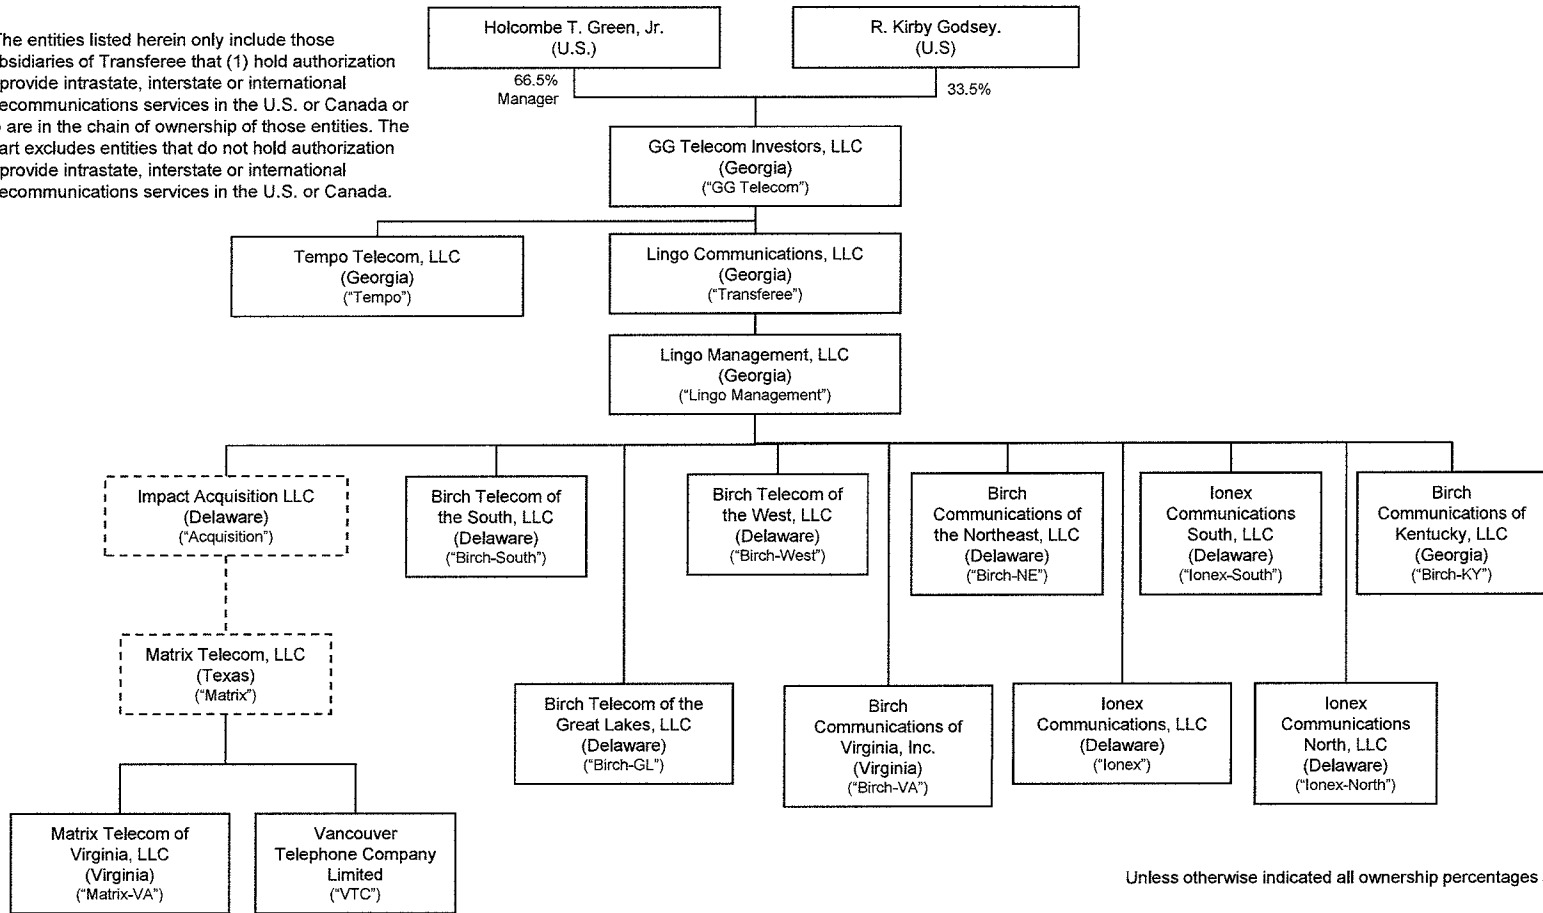 The entities listed herein only include those
bsidiaries of Transferee that (1) hold authorization
provide intrastate, interstate or international
ecommunications services in the U.S. or Canada or
are in the chain of ownership of those entities. The
art excludes entities that do not hold authorization
provide intrastate, interstate or international
ecommunications services in the U.S. or Canada.
Holcombe T. Green, Jr.
(U.S.)
R. Kirby Godsey.
(U.S)
66.5%
Manager
33.5%
GG Telecom Investors, LLC
(Georgia)
("GG Telecom")
Tempo Telecom, LLC
(Georgia)
("Tempo")
Lingo Communications, LLC
(Georgia)
("Transferee")
Lingo Management, LLC
(Georgia)
("Lingo Management")
Impact Acquisition LLC
(Delaware)
("Acquisition")
Birch Telecom of
the South, LLC
(Delaware)
("Birch-South")
Birch Telecom of
the West, LLC
(Delaware)
("Birch-West")
Birch
Communications of
the Northeast, LLC
(Delaware)
("Birch-NE")
Ionex
Communications
South, LLC
(Delaware)
("Ionex-South")
Birch
Communications of
Kentucky, LLC
(Georgia)
("Birch-KY")
Matrix Telecom, LLC
(Texas)
("Matrix")
Birch Telecom of the
Great Lakes, LLC
(Delaware)
("Birch-GL")
Birch
Communications of
Virginia, Inc.
(Virginia)
("Birch-VA")
Ionex
Communications, LLC
(Delaware)
("Ionex")
Ionex
Communications
North, LLC
(Delaware)
("Ionex-North")
Matrix Telecom of
Virginia, LLC
(Virginia)
("Matrix-VA")
Vancouver
Telephone Company
Limited
("VTC")
Unless otherwise indicated all ownership percentages